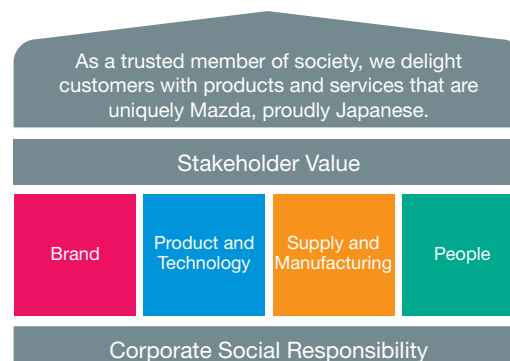 As a trusted member of society, we delight
customers with products and services that are
uniquely Mazda, proudly Japanese.
Stakeholder Value
Brand
Product and
Technology
Supply and
Manufacturing
People
Corporate Social Responsibility